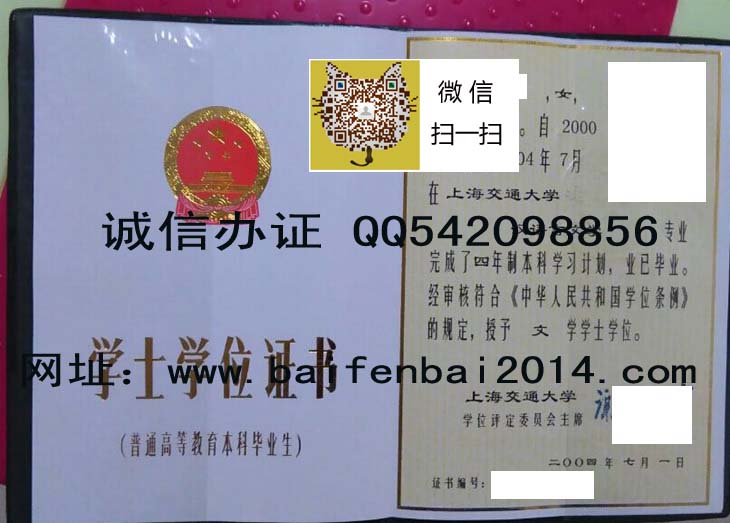 微信
扫一扫
,女,
。自 2000
04年7月
在 上海交通大学
专业
完成了四年制本科学习计划，业已毕业。
经审核符合《中华人民共和国学位条例》
的规定，授予 文 学学士学位。
上海交通大学
学位评定委员会主席
二〇〇四年 七月 一日
证书编号:
学士学位证书
(普通高等教育本科毕业生)
诚信办证 QQ542098856
网址：www.baifenbai2014.com